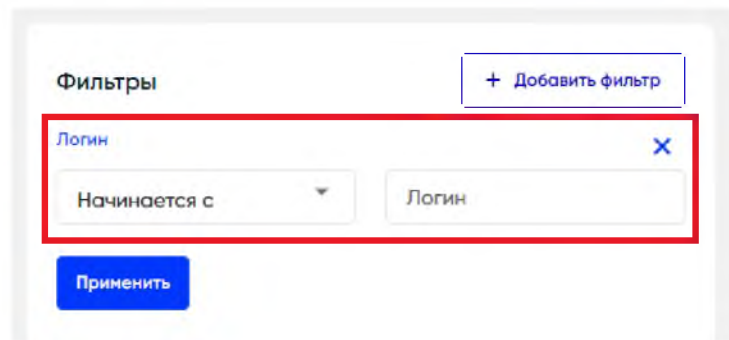 Фильтры
+ Добавить фильтр
Логин
Начинается с
Логин
Применить